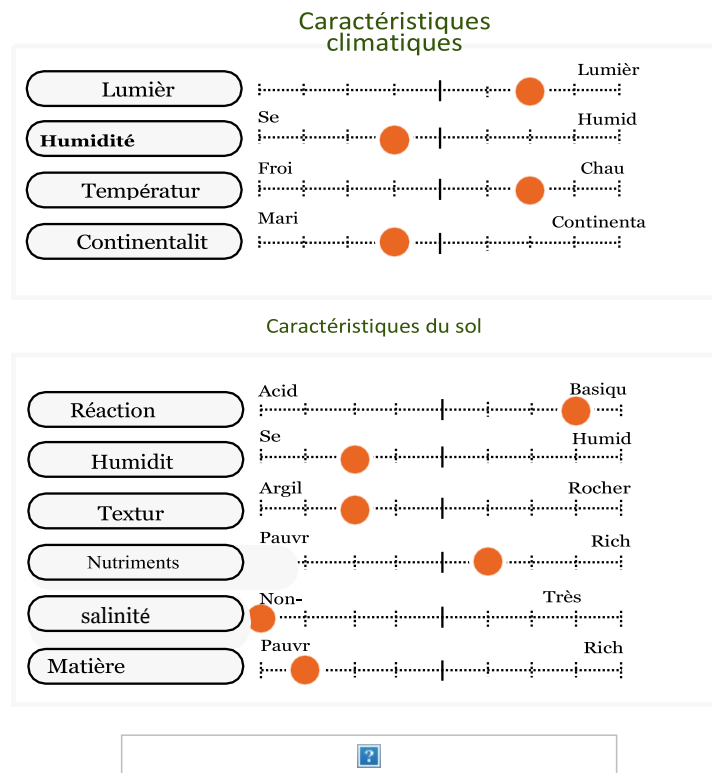 Caractéristiques
climatiques
Lumièr
Lumièr
Humidité
Se
Humid
Températur
Froi
Chau
Continentalit
Mari
Continenta
Caractéristiques du sol
Réaction
Acid
Basiqu
Humidit
Se
Humid
Textur
Argil
Rocher
Nutriments
Pauvr
Rich
salinité
Non-
Très
Matière
Pauvr
Rich
?